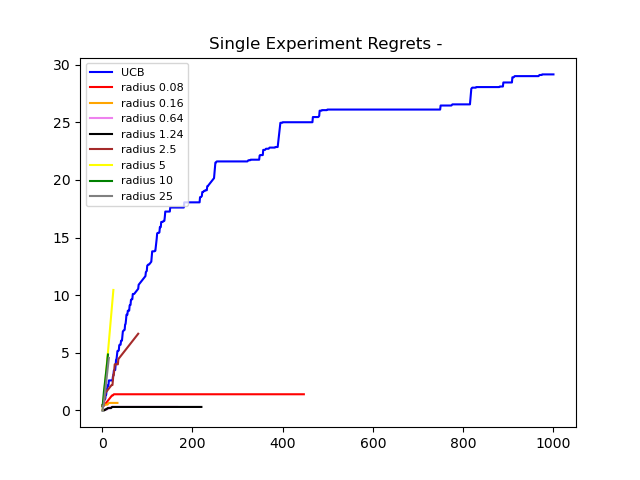 Single Experiment Regrets -
30
25
20
15
10
5
0
UCB
radius 0.08
radius 0.16
radius 0.64
radius 1.24
radius 2.5
radius 5
radius 10
radius 25
0 200 400 600 800 1000